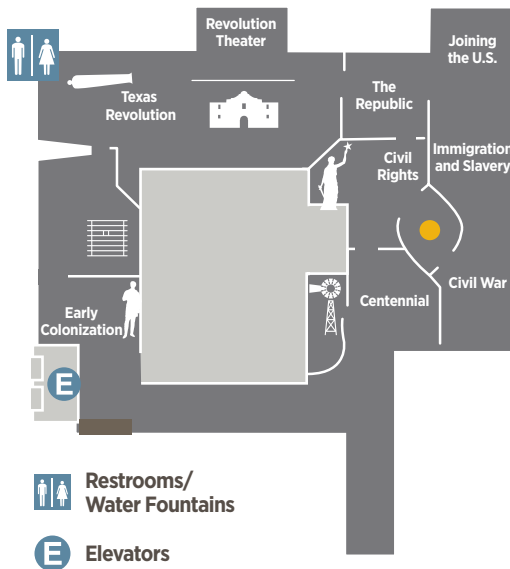 Revolution
Theater
Joining
the U.S.
Texas
Revolution
The
Republic
Civil
Rights
Immigration
and Slavery
Early
Colonization
Centennial
Civil War
E
Restrooms/
Water Fountains
E
Elevators